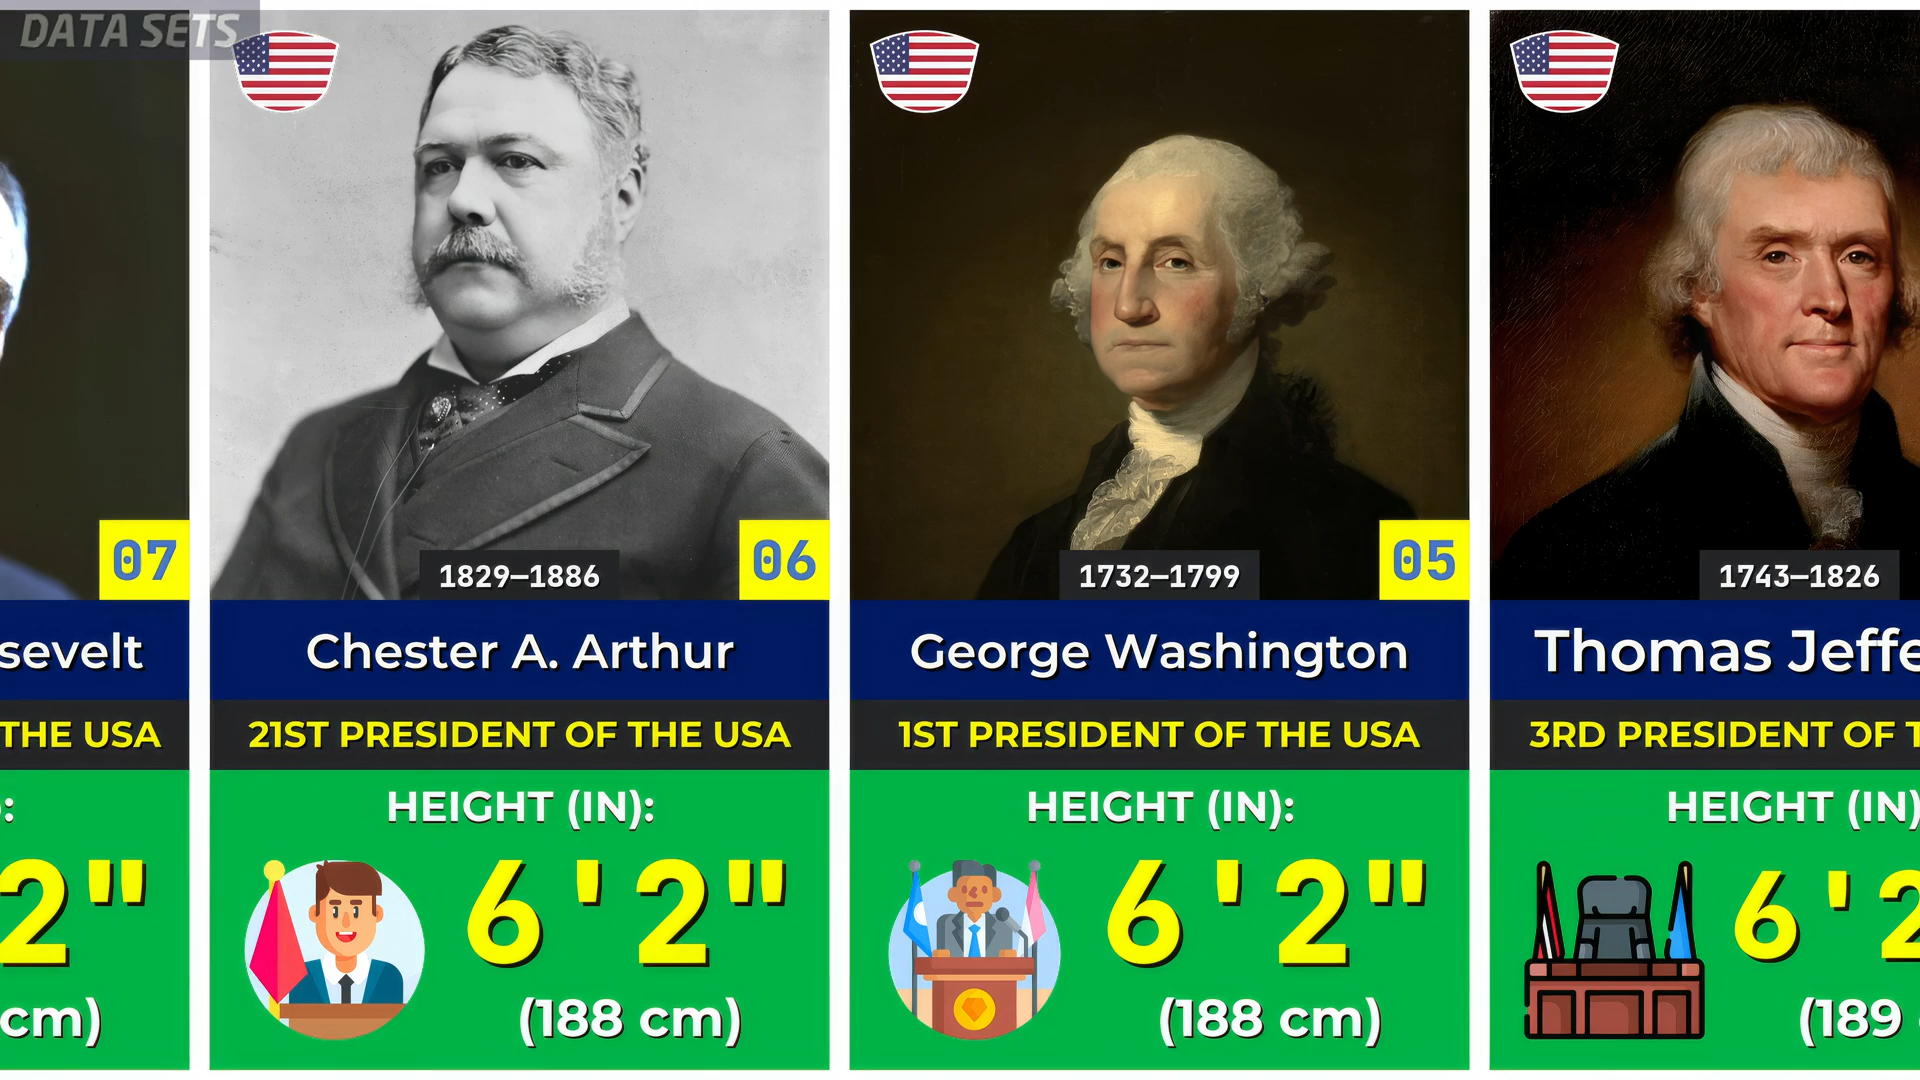 DATA SETS
07
sevelt
THE USA
:
2"
cm)
1829–1886
06
Chester A. Arthur
21ST PRESIDENT OF THE USA
HEIGHT (IN):
6'2"
(188 cm)
1732–1799
05
George Washington
1ST PRESIDENT OF THE USA
HEIGHT (IN):
6'2"
(188 cm)
1743–1826
Thomas Jeffe
3RD PRESIDENT OF T
HEIGHT (IN)
6'2
(189